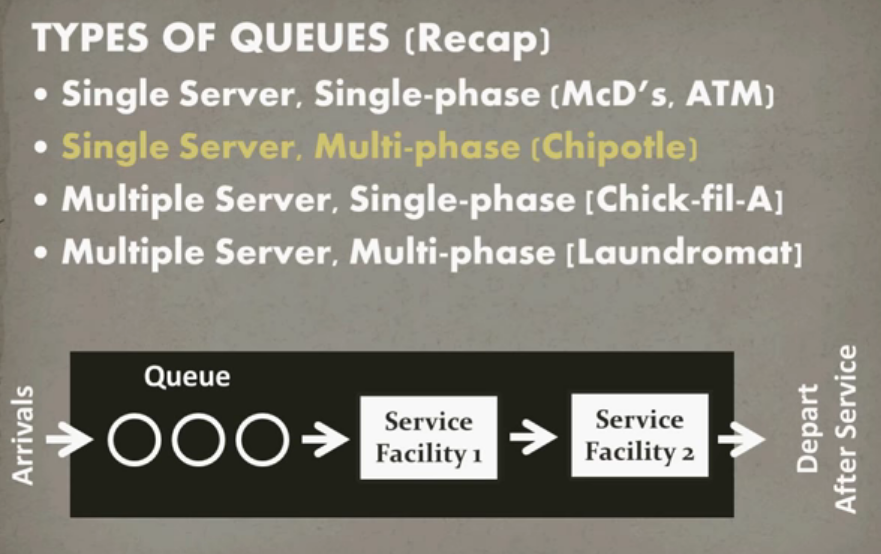 TYPES OF QUEUES (Recap)
• Single Server, Single-phase (McD's, ATM)
• Single Server, Multi-phase (Chipotle)
• Multiple Server, Single-phase [Chick-fil-A]
• Multiple Server, Multi-phase [Laundromat]
Arrivals
Queue
Service
Facility 1
Service
Facility 2
Depart
After Service